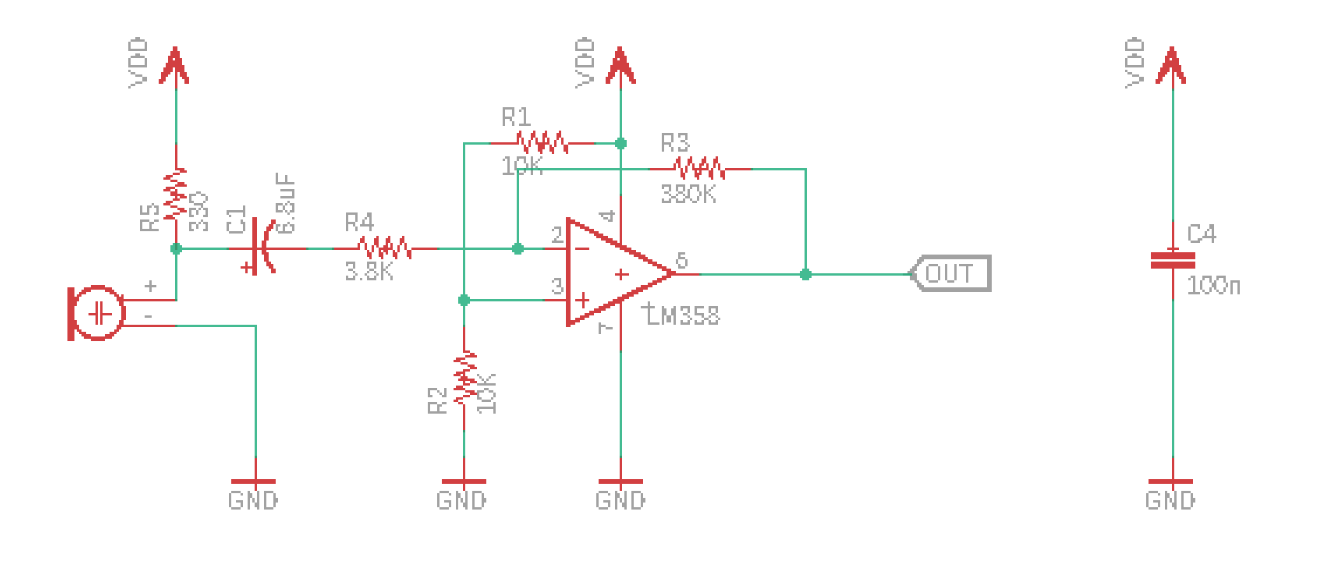 VDD
VDD
VDD
R1
10K
R3
380K
R5
330
C1
6.8uF
R4
3.8K
+
-
2
3
4
6
7
LM358
OUT
C4
100n
R2
10K
GND
GND
GND
GND